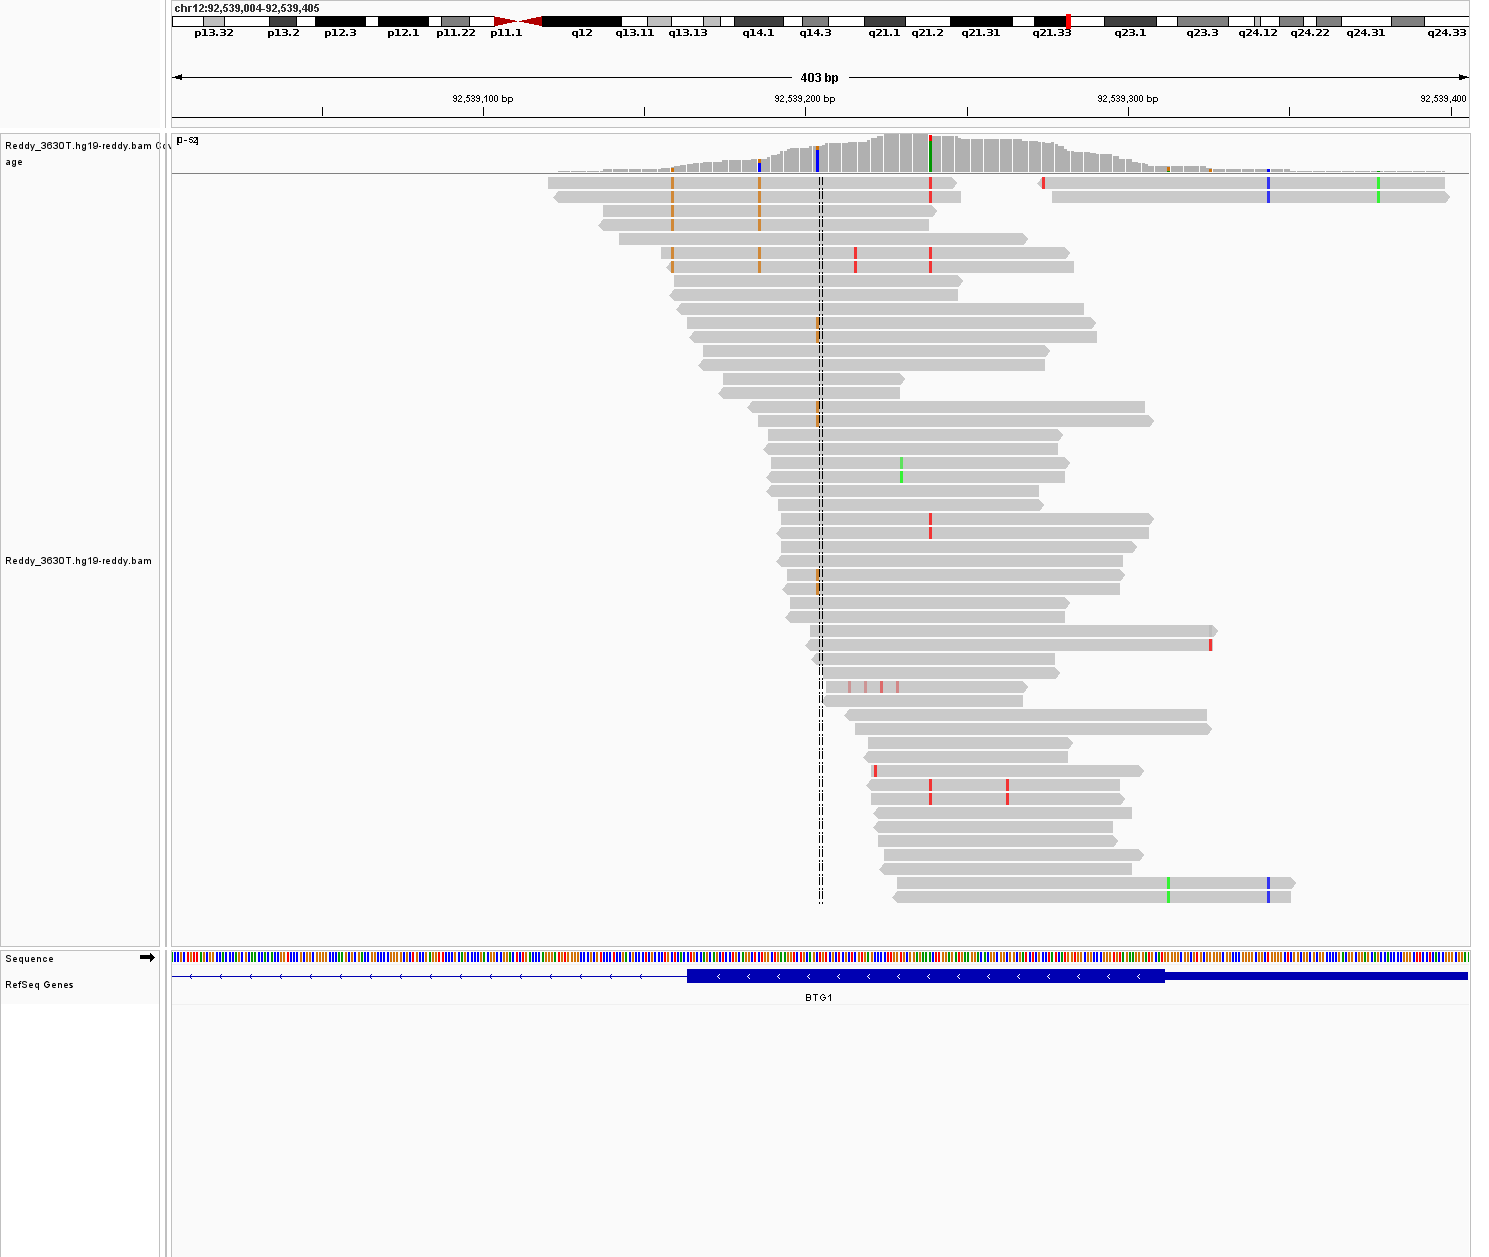 chr12:92,539,004-92,539,405
p13.32 p13.2 p12.3 p12.1 p11.22 p11.1 q12 q13.11 q13.13 q14.1 q14.3 q21.1 q21.2 q21.31 q21.33 q23.1 q23.3 q24.12 q24.22 q24.31 q24.33
403 bp
92,539,100 bp 92,539,200 bp 92,539,300 bp 92,539,400
Reddy_3630T.hg19-reddy.bam Cov
age
[0-52]
Reddy_3630T.hg19-reddy.bam
Sequence
RefSeq Genes
BTG1